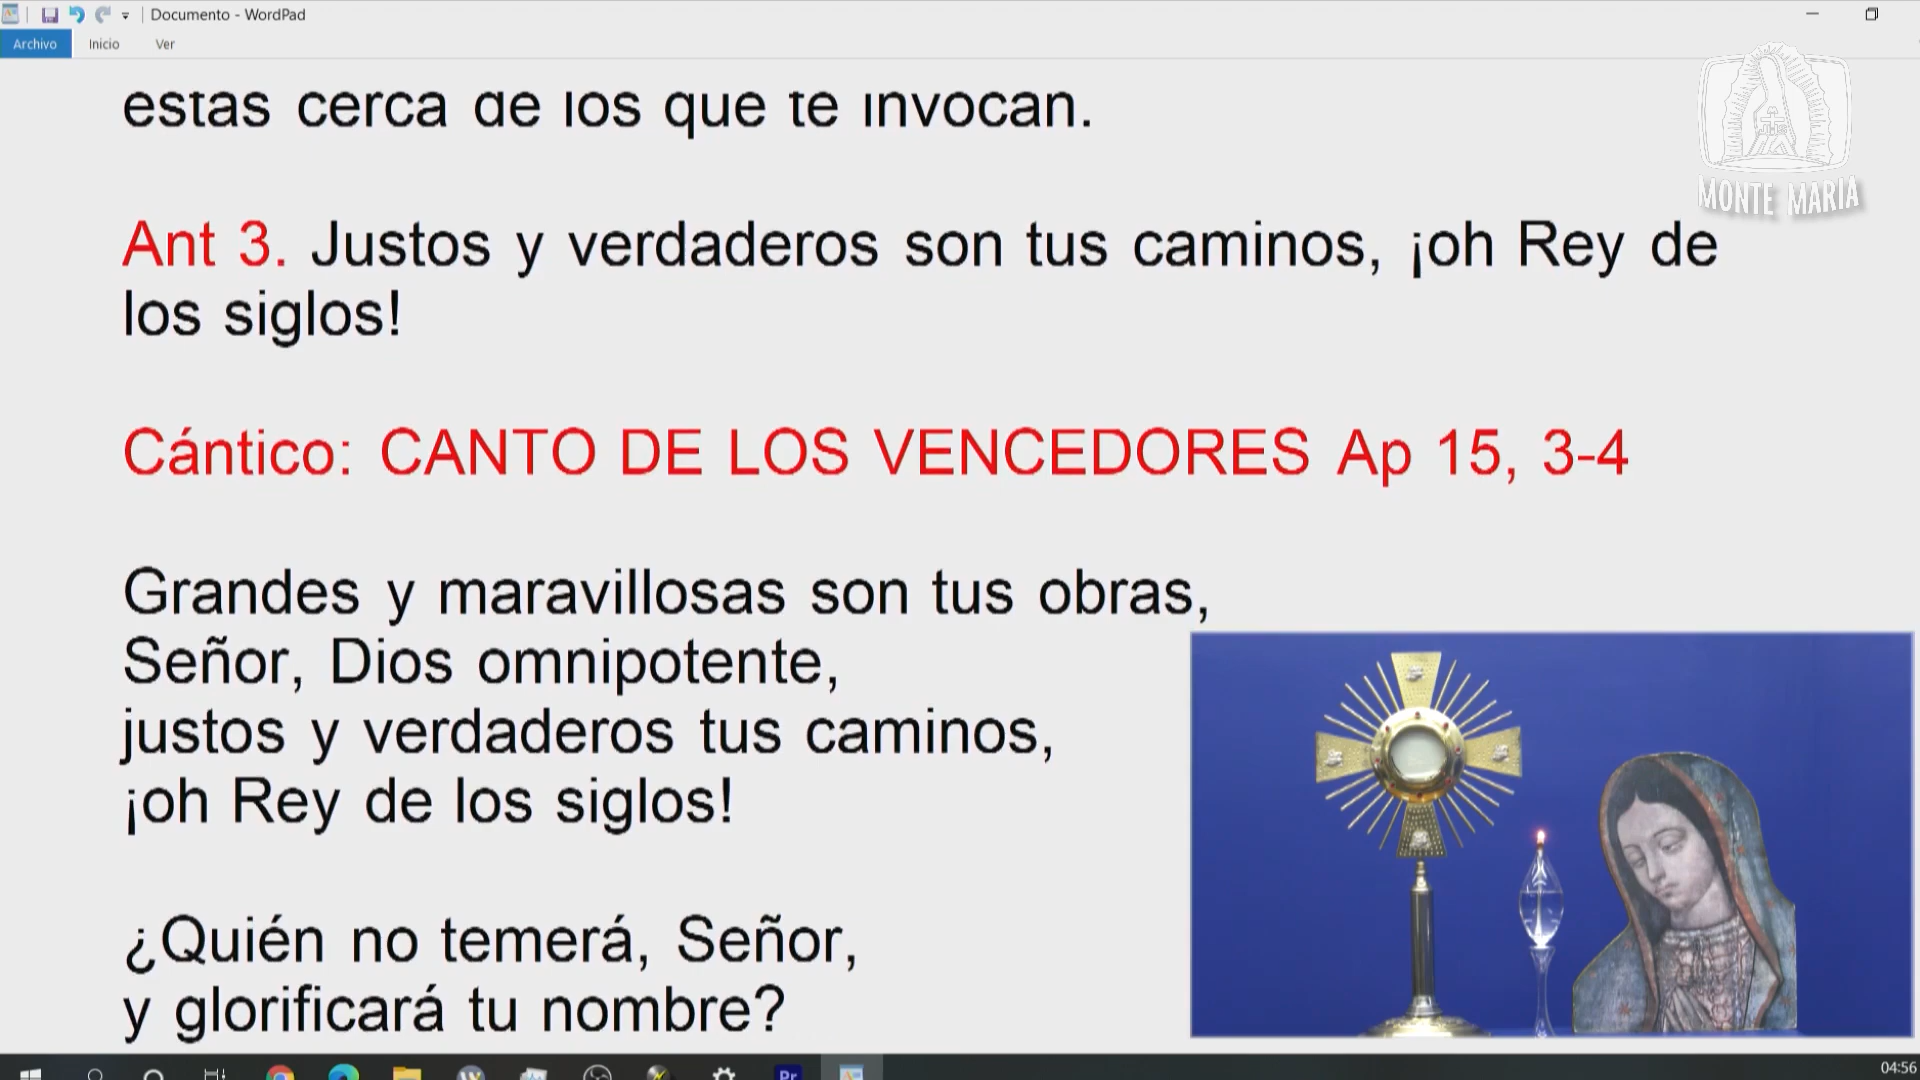 Documento - WordPad
Archivo Inicio Ver
estás cerca de los que te invocan.
MONTE MARIA
Ant 3. Justos y verdaderos son tus caminos, ¡oh Rey de
los siglos!
Cántico: CANTO DE LOS VENCEDORES Ap 15, 3-4
Grandes y maravillosas son tus obras,
Señor, Dios omnipotente,
justos y verdaderos tus caminos,
¡oh Rey de los siglos!
¿Quién no temerá, Señor,
y glorificará tu nombre?
Pr
04:56